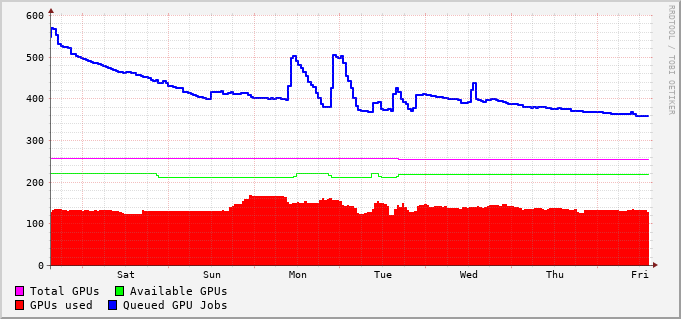 600
500
400
300
200
100
0
Sat Sun Mon Tue Wed Thu Fri
Total GPUs Available GPUs
GPUs used Queued GPU Jobs
RRDTOOL / TOBI OETIKER